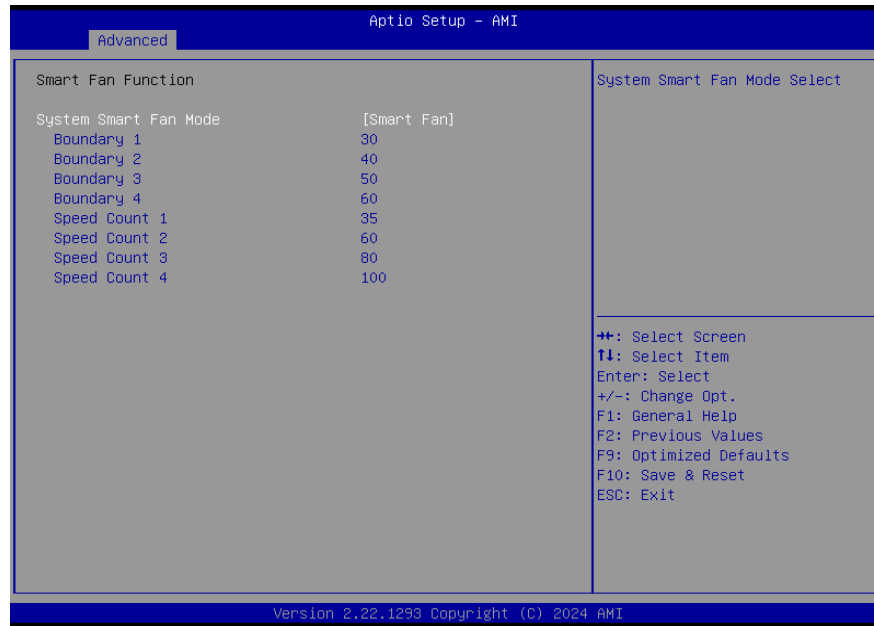 Aptio Setup – AMI
Advanced
Smart Fan Function
System Smart Fan Mode [Smart Fan]
Boundary 1 30
Boundary 2 40
Boundary 3 50
Boundary 4 60
Speed Count 1 35
Speed Count 2 60
Speed Count 3 80
Speed Count 4 100
System Smart Fan Mode Select
→←: Select Screen
↑↓: Select Item
Enter: Select
+/-: Change Opt.
F1: General Help
F2: Previous Values
F9: Optimized Defaults
F10: Save & Reset
ESC: Exit
Version 2.22.1293 Copyright (C) 2024 AMI